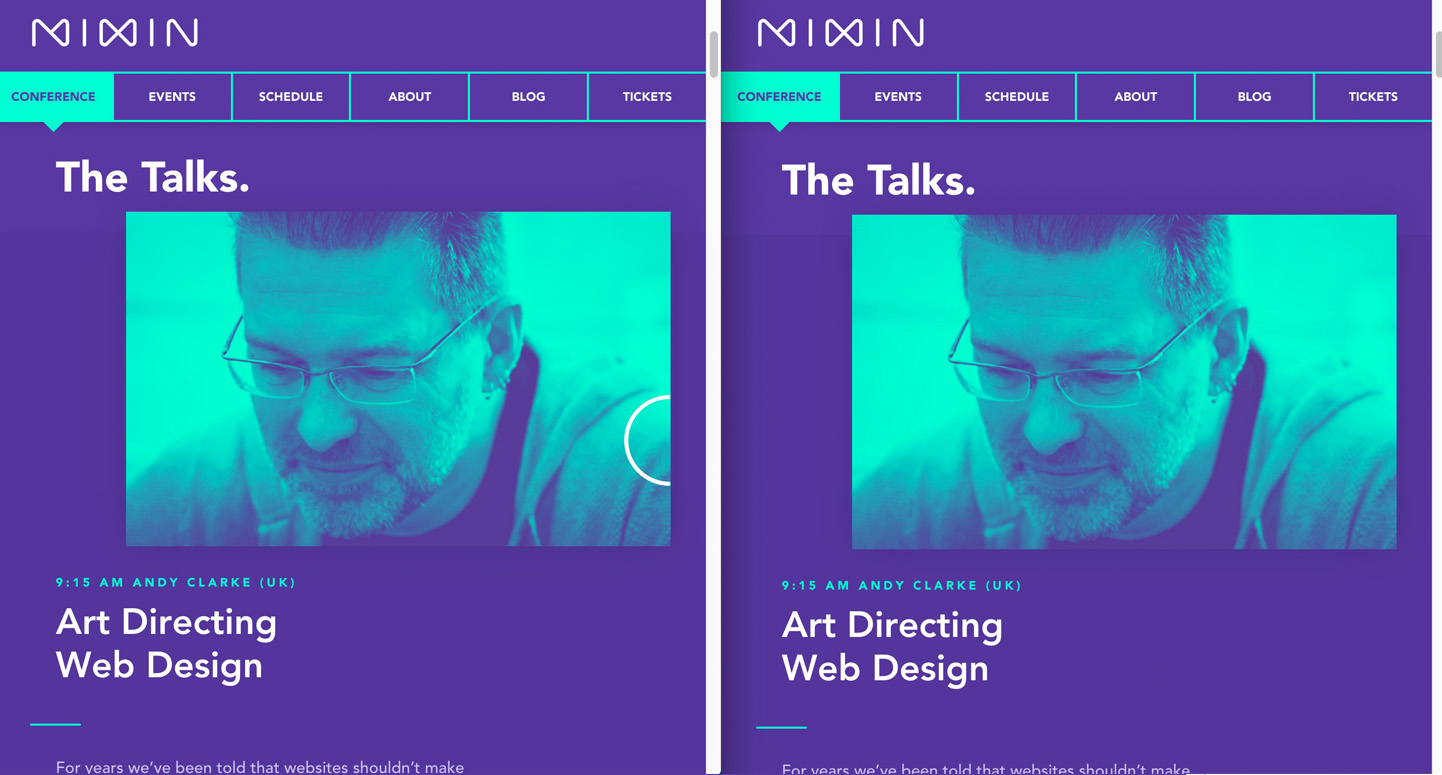 MIXIN
CONFERENCE EVENTS SCHEDULE ABOUT BLOG TICKETS
The Talks.
9:15 AM ANDY CLARKE (UK)
Art Directing
Web Design
For years we’ve been told that websites shouldn’t make
MIXIN
CONFERENCE EVENTS SCHEDULE ABOUT BLOG TICKETS
The Talks.
9:15 AM ANDY CLARKE (UK)
Art Directing
Web Design
For years we’ve been told that websites shouldn’t make